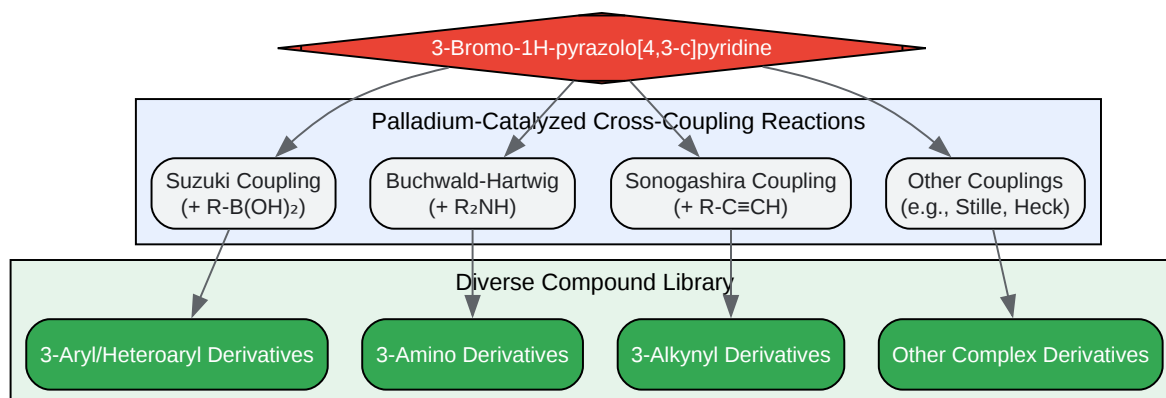 3-Bromo-1H-pyrazolo[4,3-c]pyridine
Palladium-Catalyzed Cross-Coupling Reactions
Suzuki Coupling
(+ R-B(OH)₂)
Buchwald-Hartwig
(+ R₂NH)
Sonogashira Coupling
(+ R-C≡CH)
Other Couplings
(e.g., Stille, Heck)
Diverse Compound Library
3-Aryl/Heteroaryl Derivatives
3-Amino Derivatives
3-Alkynyl Derivatives
Other Complex Derivatives